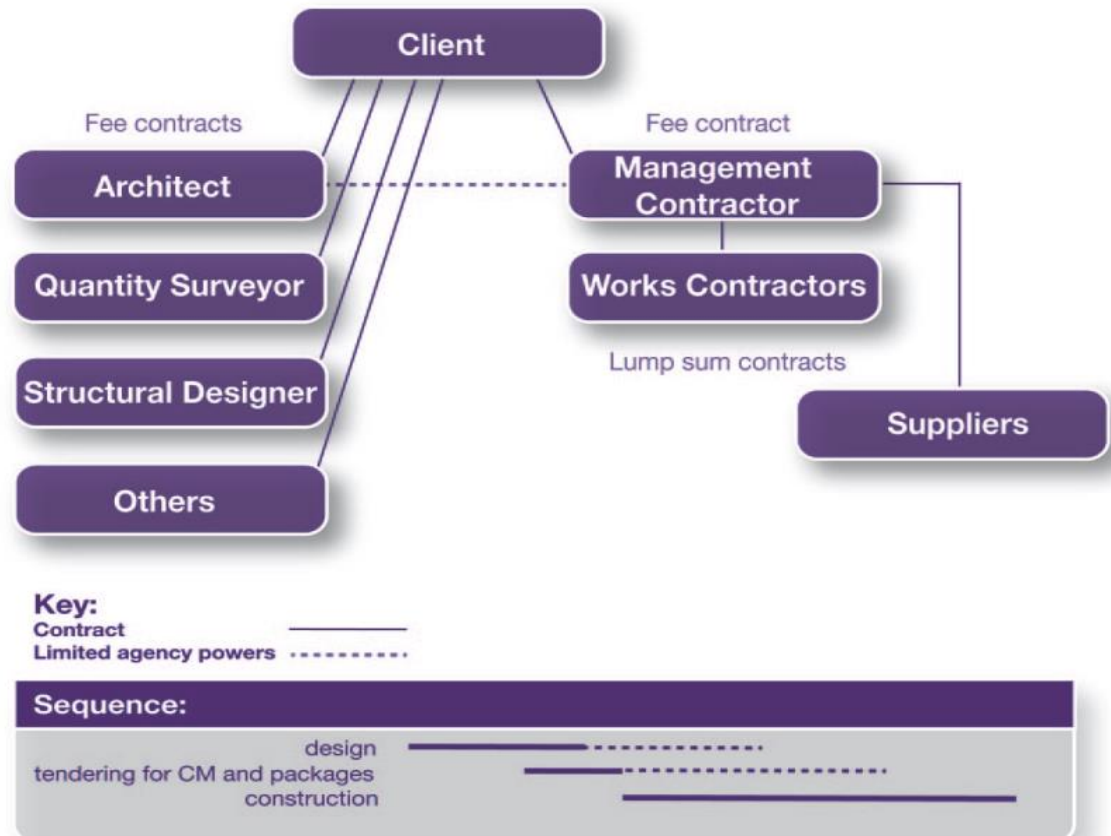 Client
Fee contracts
Fee contract
Architect
Management
Contractor
Quantity Surveyor
Works Contractors
Structural Designer
Lump sum contracts
Suppliers
Others
Key:
Contract
Limited agency powers
Sequence:
design
tendering for CM and packages
construction